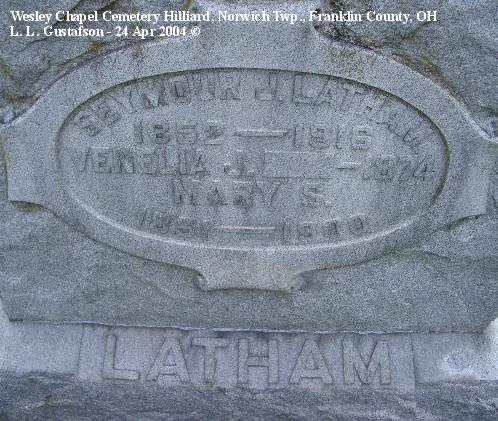 Wesley Chapel Cemetery Hilliard, Norwich Twp., Franklin County, OH
L. L. Gustafson - 24 Apr 2004 ©
SEYMOUR J. LATHAM
1852 — 1916
J. — 1874
MARY S.
LATHAM